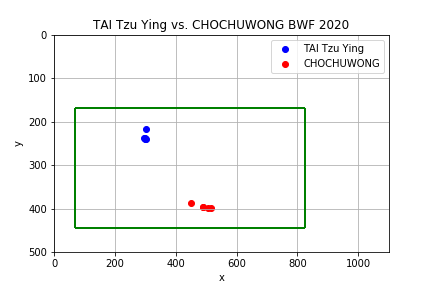 TAI Tzu Ying vs. CHOCHUWONG BWF 2020
TAI Tzu Ying
CHOCHUWONG
y
0
100
200
300
400
500
0 200 400 600 800 1000
x